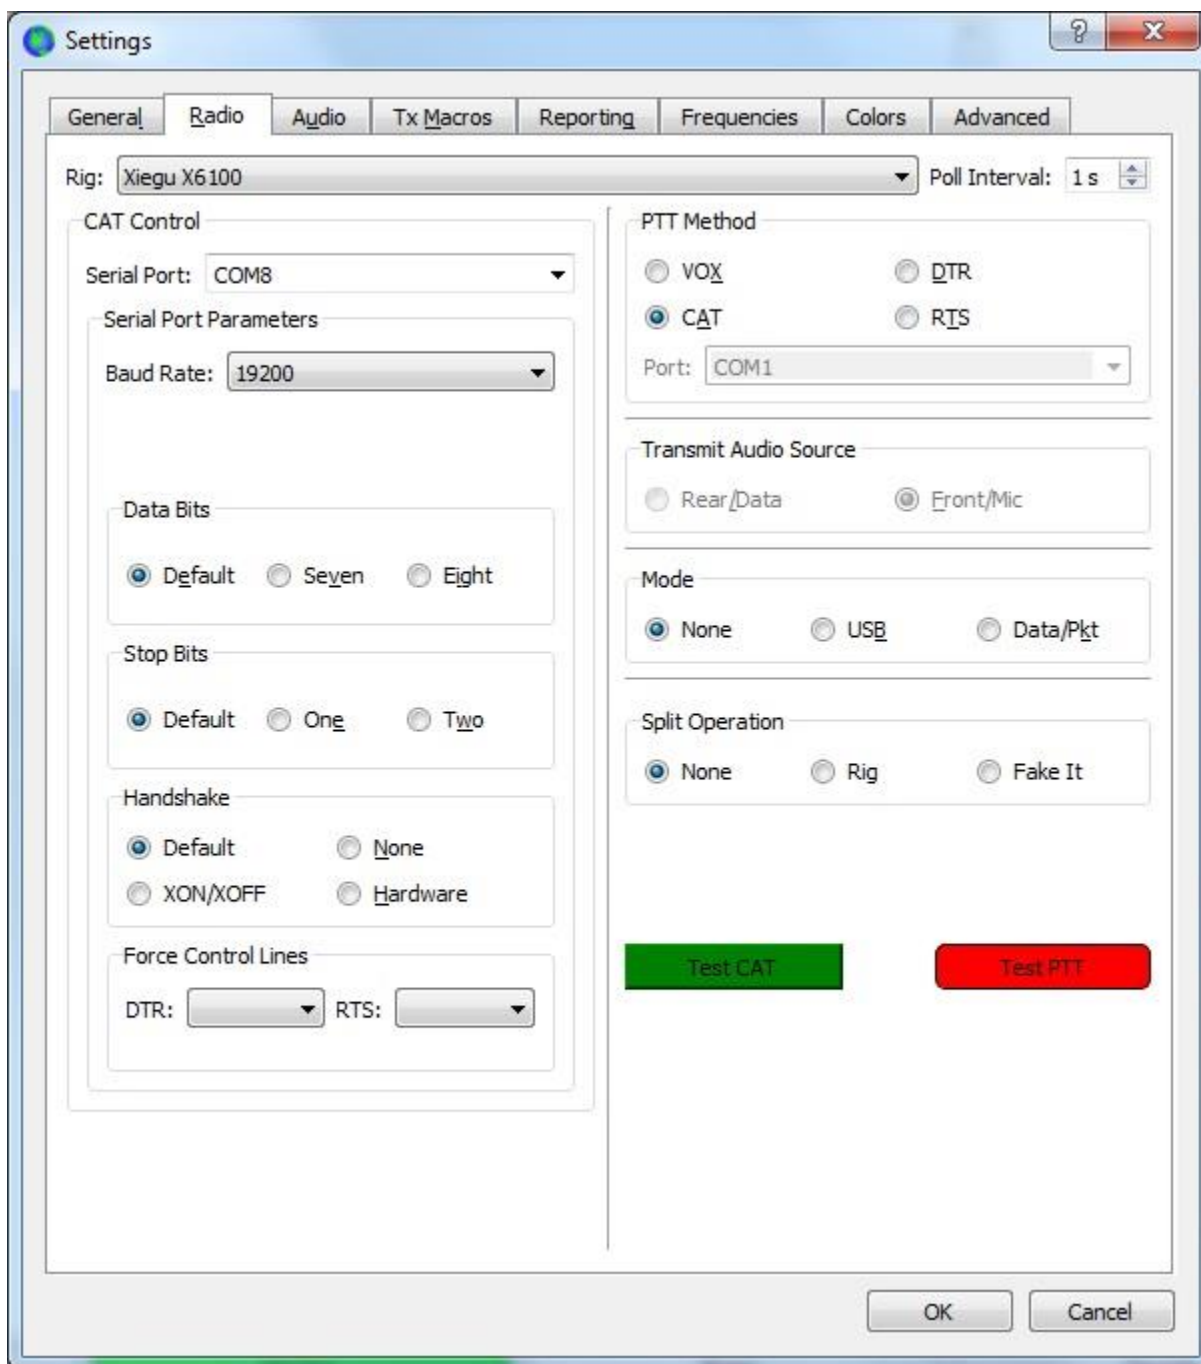 Settings
General Radio Audio Tx Macros Reporting Frequencies Colors Advanced
Rig: Xiegu X6100 Poll Interval: 1 s
CAT Control
Serial Port: COM8
Serial Port Parameters
Baud Rate: 19200
Data Bits
Default Seven Eight
Stop Bits
Default One Two
Handshake
Default None
XON/XOFF Hardware
Force Control Lines
DTR: RTS:
PTT Method
VOX DTR
CAT RTS
Port: COM1
Transmit Audio Source
Rear/Data Front/Mic
Mode
None USB Data/Pkt
Split Operation
None Rig Fake It
Test CAT Test PTT
OK Cancel